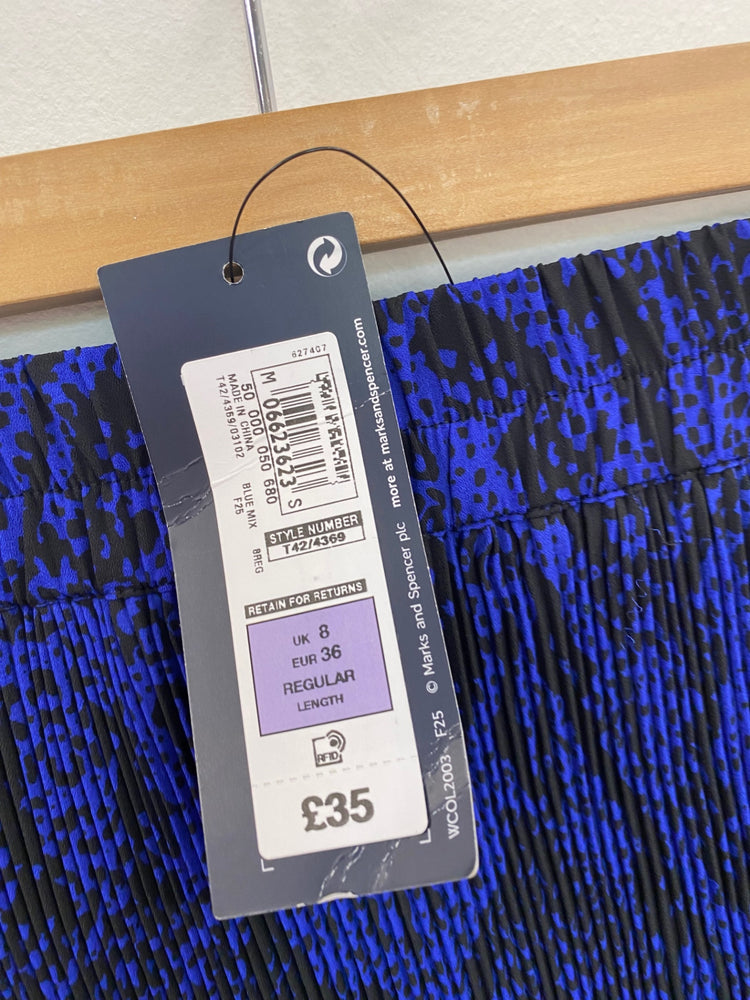 627407
M 06623623 S
50 000 050 680
MADE IN CHINA
T42/4359/03102
BLUE MIX
F25
8REG
STYLE NUMBER
T42/4369
RETAIN FOR RETURNS
UK 8
EUR 36
REGULAR
LENGTH
RFID
£35
© Marks and Spencer plc more at marksandspencer.com
WCOL2003 F25